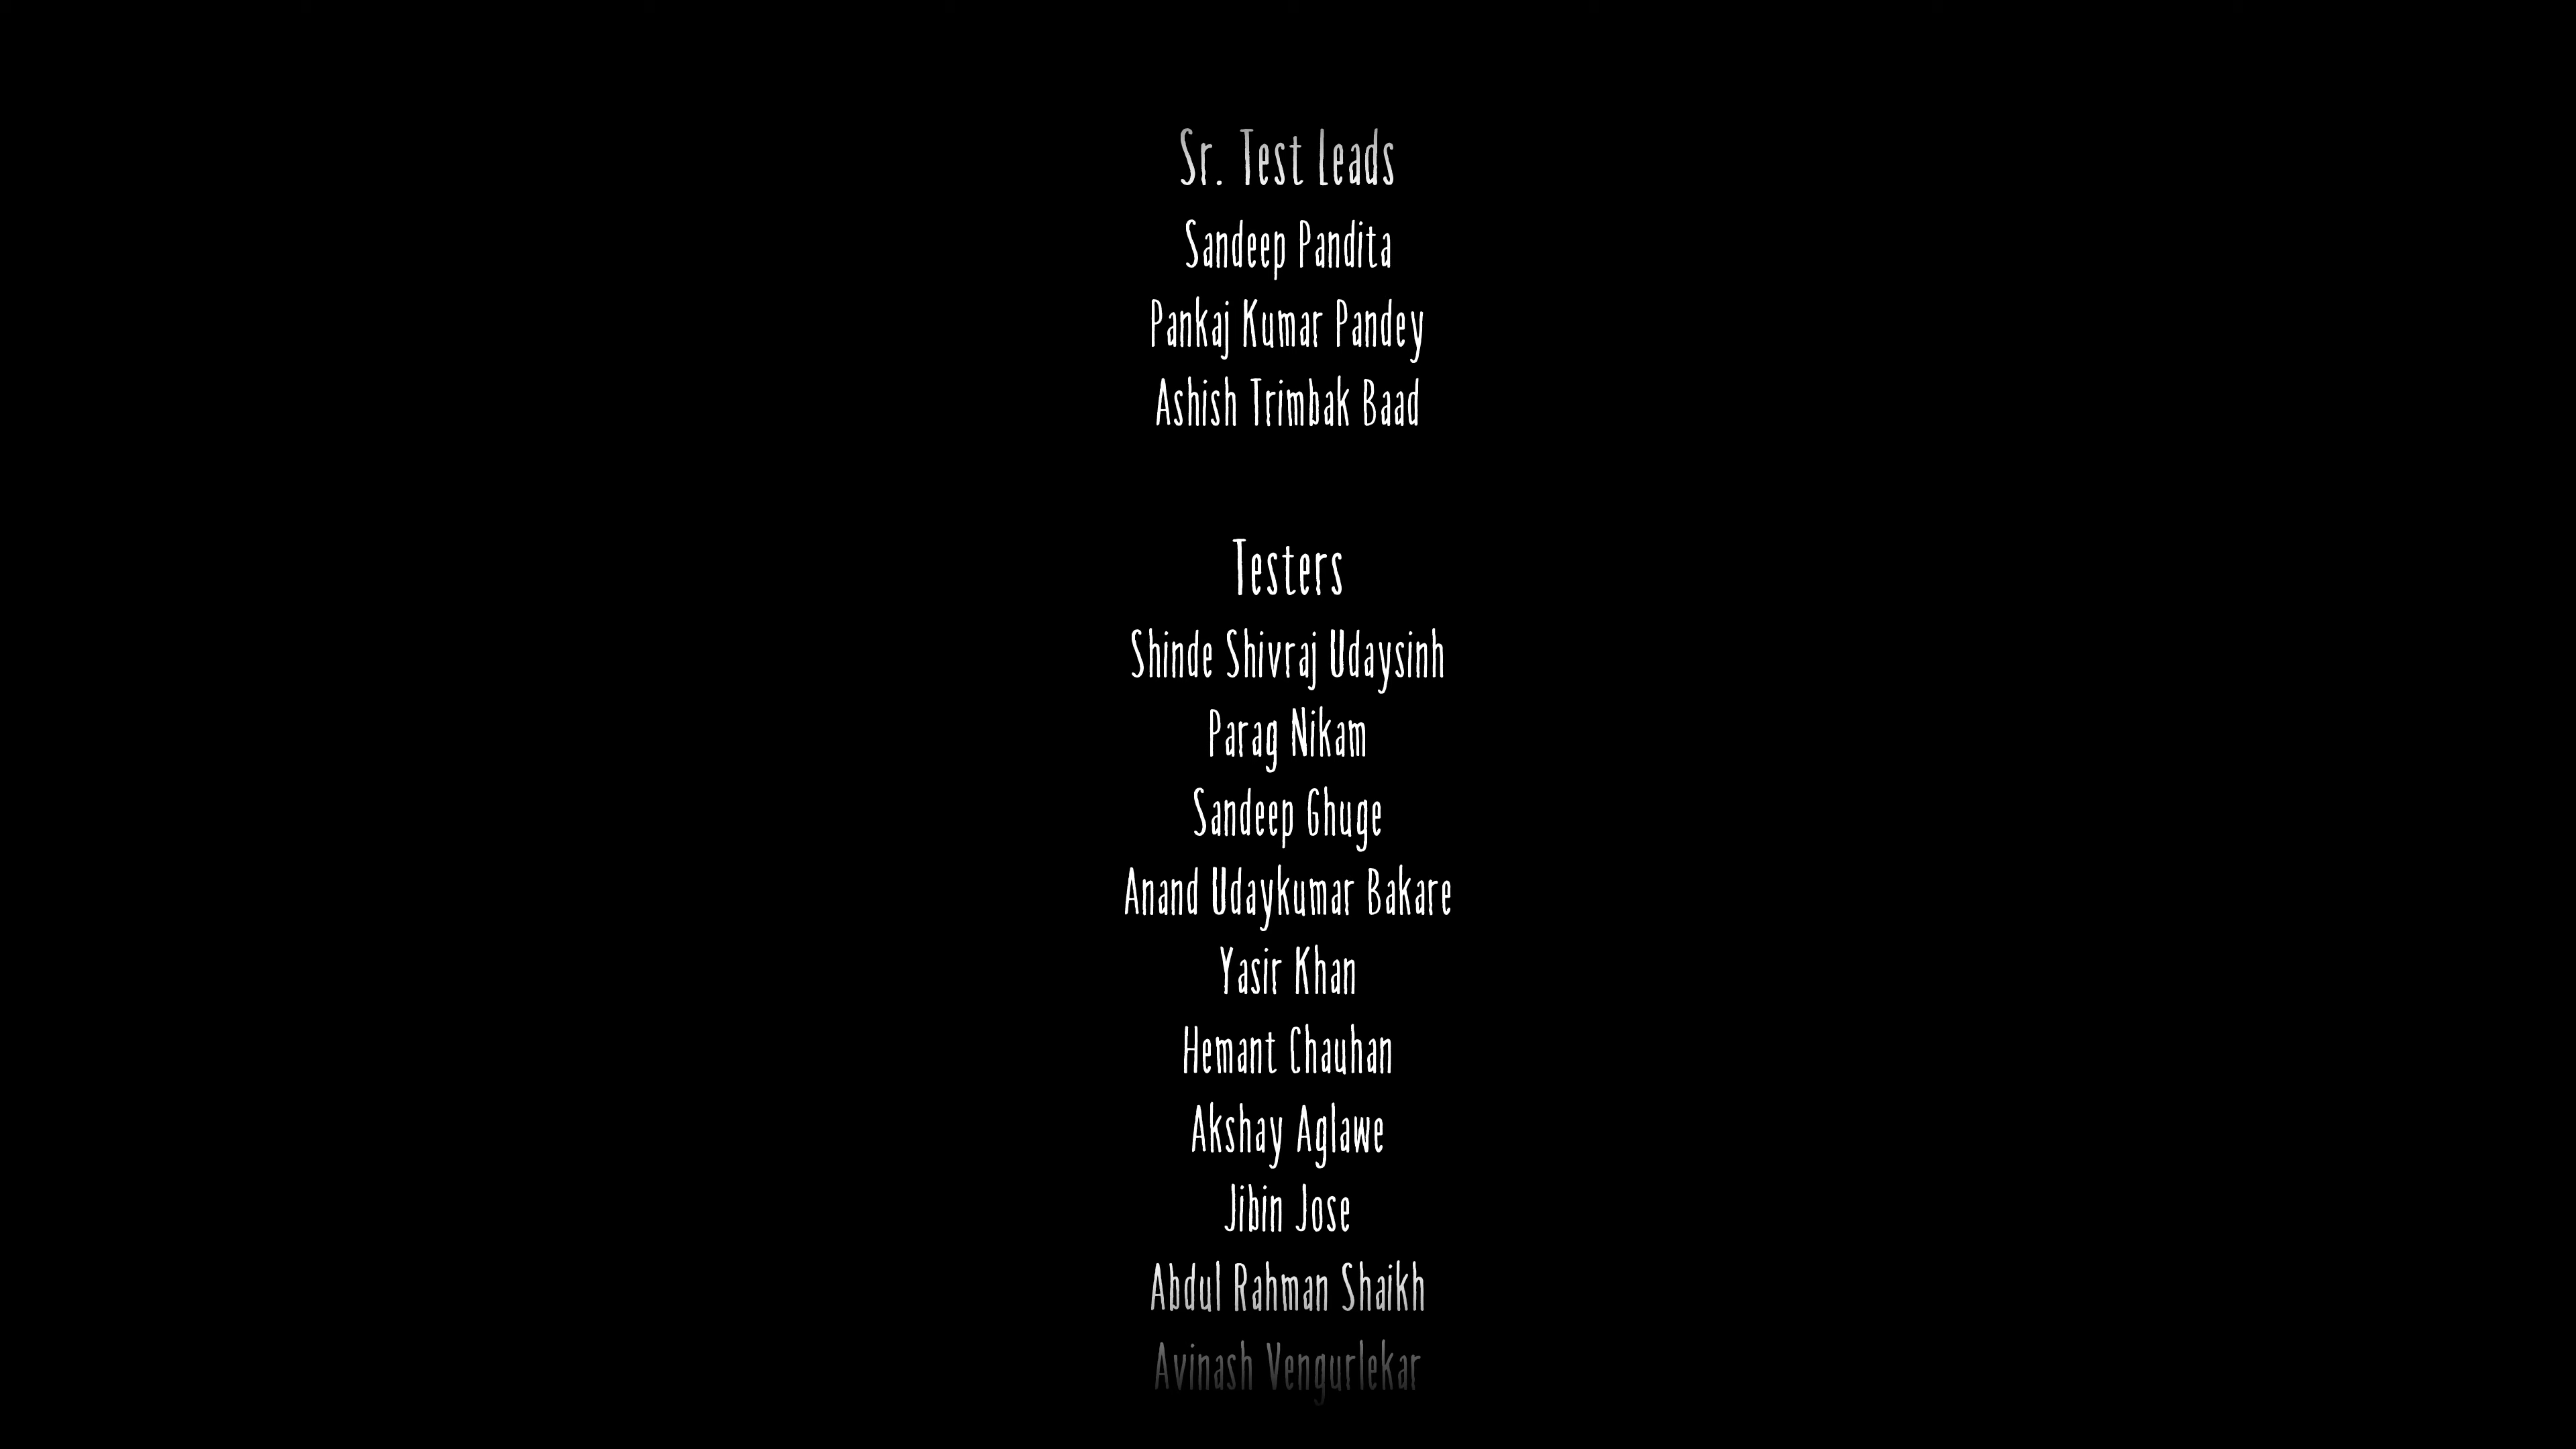 Sr. Test Leads
Sandeep Pandita
Pankaj Kumar Pandey
Ashish Trimbak Baad
Testers
Shinde Shivraj Udaysinh
Parag Nikam
Sandeep Ghuge
Anand Udaykumar Bakare
Yasir Khan
Hemant Chauhan
Akshay Aglawe
Jibin Jose
Abdul Rahman Shaikh
Avinash Vengurlekar